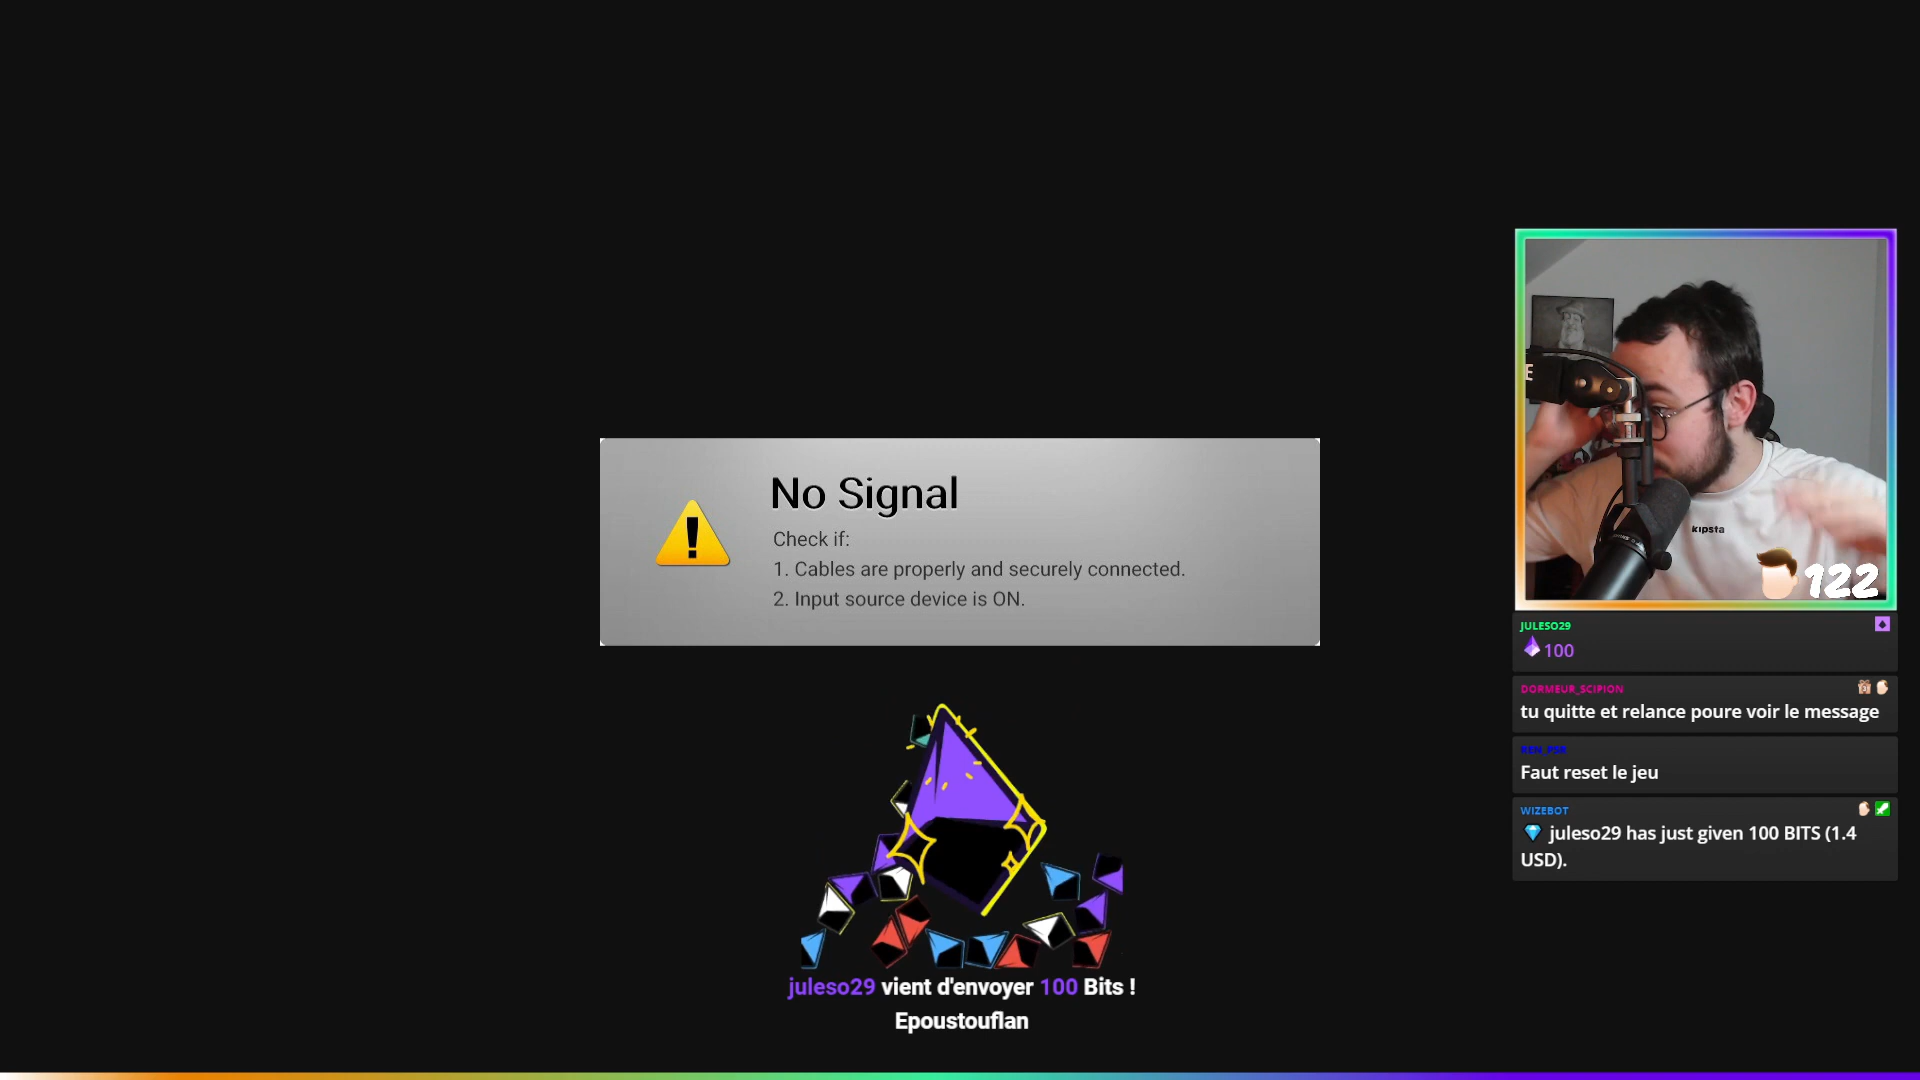 No Signal
Check if:
1. Cables are properly and securely connected.
2. Input source device is ON.
juleso29 vient d'envoyer 100 Bits !
Epoustouflan
E
kipsta
122
JULESO29
100
DORMEUR_SCIPION
tu quitte et relance poure voir le message
Faut reset le jeu
WIZEBOT
juleso29 has just given 100 BITS (1.4
USD).